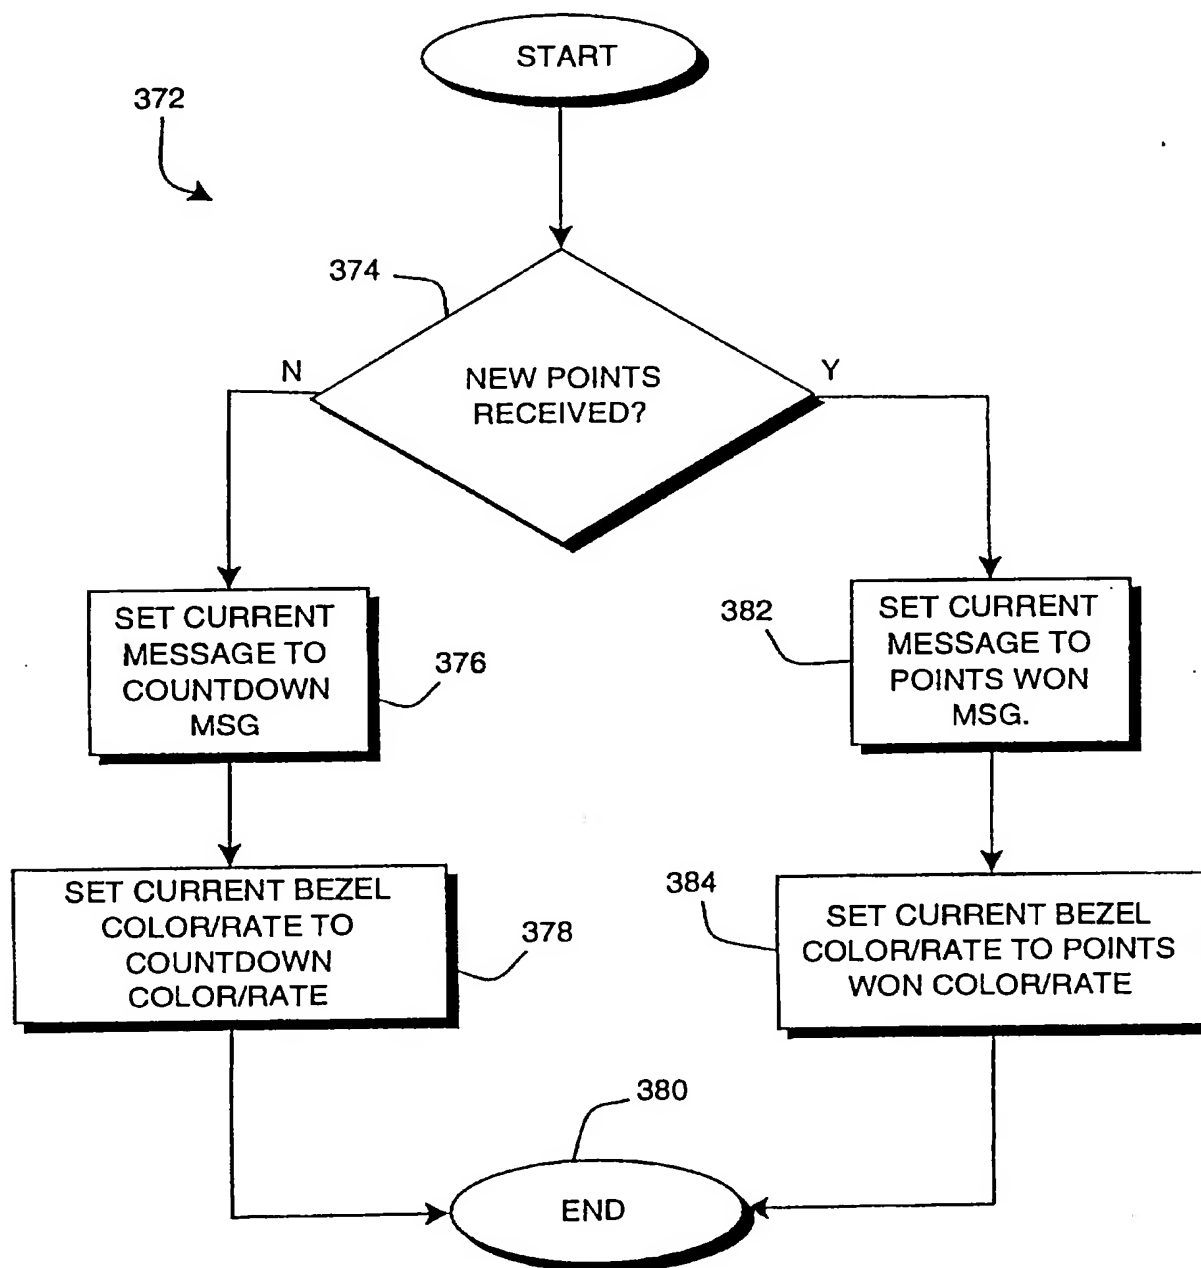 START
372
374
N
Y
NEW POINTS
RECEIVED?
SET CURRENT
MESSAGE TO
COUNTDOWN
MSG
376
382
SET CURRENT
MESSAGE TO
POINTS WON
MSG.
SET CURRENT BEZEL
COLOR/RATE TO
COUNTDOWN
COLOR/RATE
378
384
SET CURRENT BEZEL
COLOR/RATE TO POINTS
WON COLOR/RATE
380
END